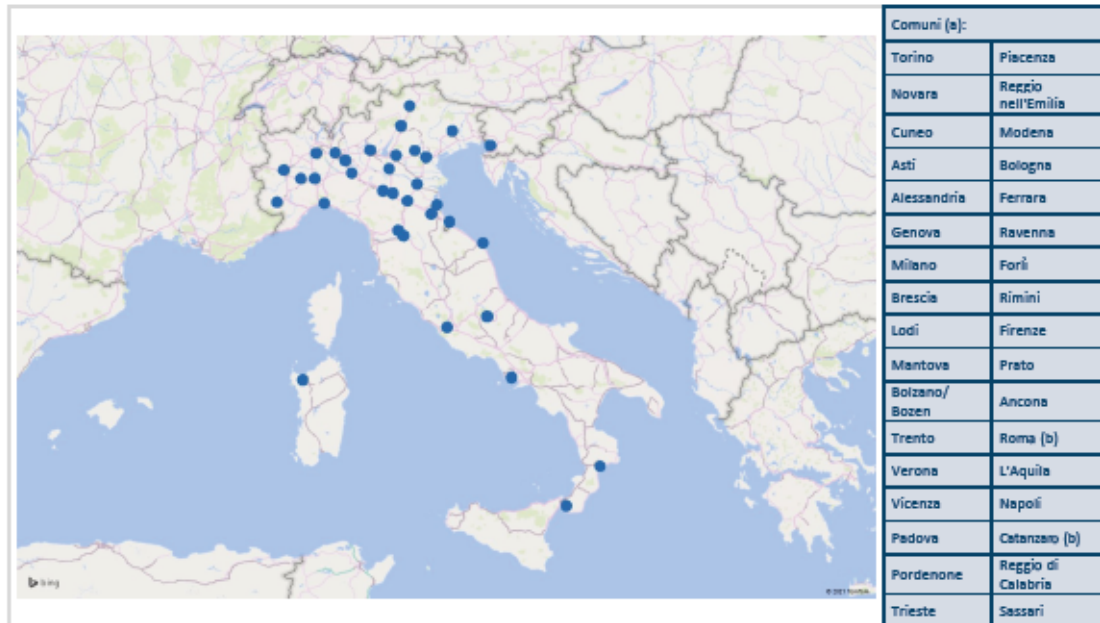 Comuni (a):
Torino Piacenza
Novara Reggio
nell'Emilia
Cuneo Modena
Asti Bologna
Alessandria Ferrara
Genova Ravenna
Milano Forlì
Brescia Rimini
Lodi Firenze
Mantova Prato
Bolzano/
Bozen Ancona
Trento Roma (b)
Verona L'Aquila
Vicenza Napoli
Padova Catanzaro (b)
Pordenone Reggio di
Calabria
Trieste Sassari
bing
© 2021 TomTom